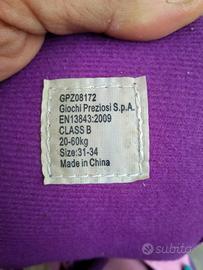 GPZ08172
Giochi Preziosi S.p.A.
EN13843:2009
CLASS B
20-60kg
Size:31-34
Made in China
subito